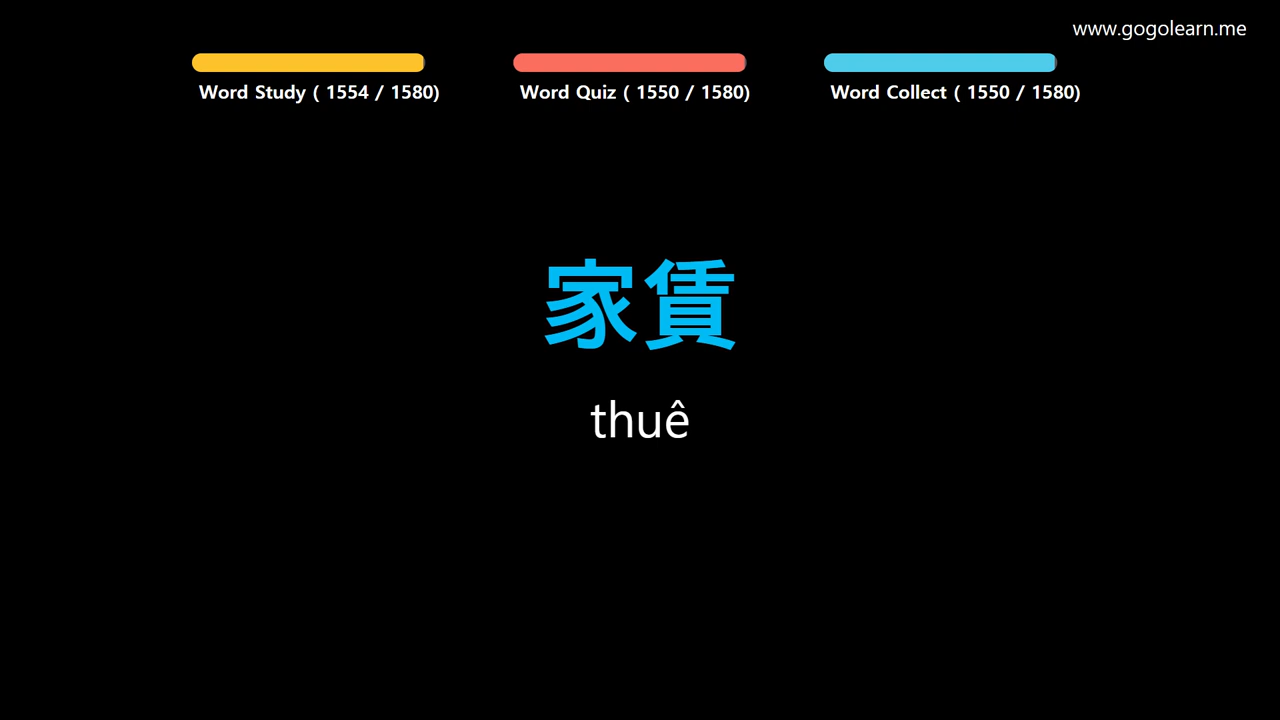 www.gogolearn.me
Word Study ( 1554 / 1580)
Word Quiz ( 1550 / 1580)
Word Collect ( 1550 / 1580)
家賃
thuê